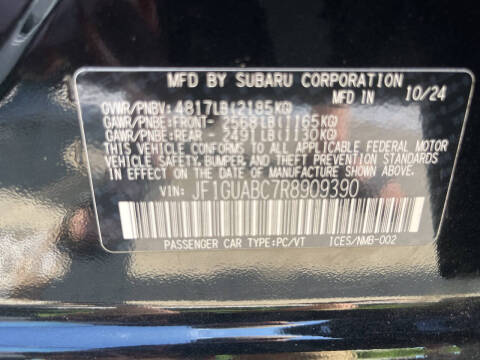 MFD BY SUBARU CORPORATION
MFD IN 10/24
GVWR/PNBV: 4817LB(2185KG)
GAWR/PNBE:FRONT- 2568LB(1165KG)
GAWR/PNBE:REAR - 2491LB(1130KG)
THIS VEHICLE CONFORMS TO ALL APPLICABLE FEDERAL MOTOR
VEHICLE SAFETY, BUMPER, AND THEFT PREVENTION STANDARDS
IN EFFECT ON THE DATE OF MANUFACTURE SHOWN ABOVE.
VIN: JF1GUABC7R8909390
PASSENGER CAR TYPE:PC/VT ICES/NMB-002